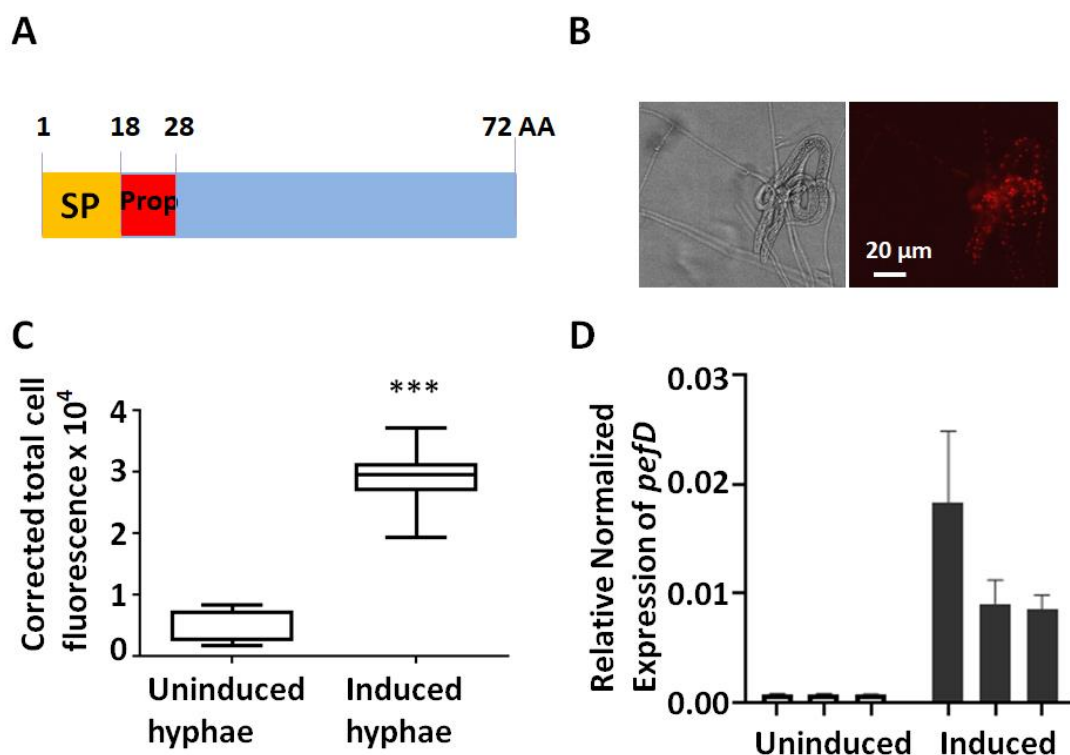 A
B
1 18 28 72 AA
SP Prop
20 µm
C
D
Corrected total cell
fluorescence x 10⁴
4
3
2
1
0
***
Uninduced
hyphae
Induced
hyphae
Relative Normalized
Expression of pefD
0.03
0.02
0.01
0.00
Uninduced Induced